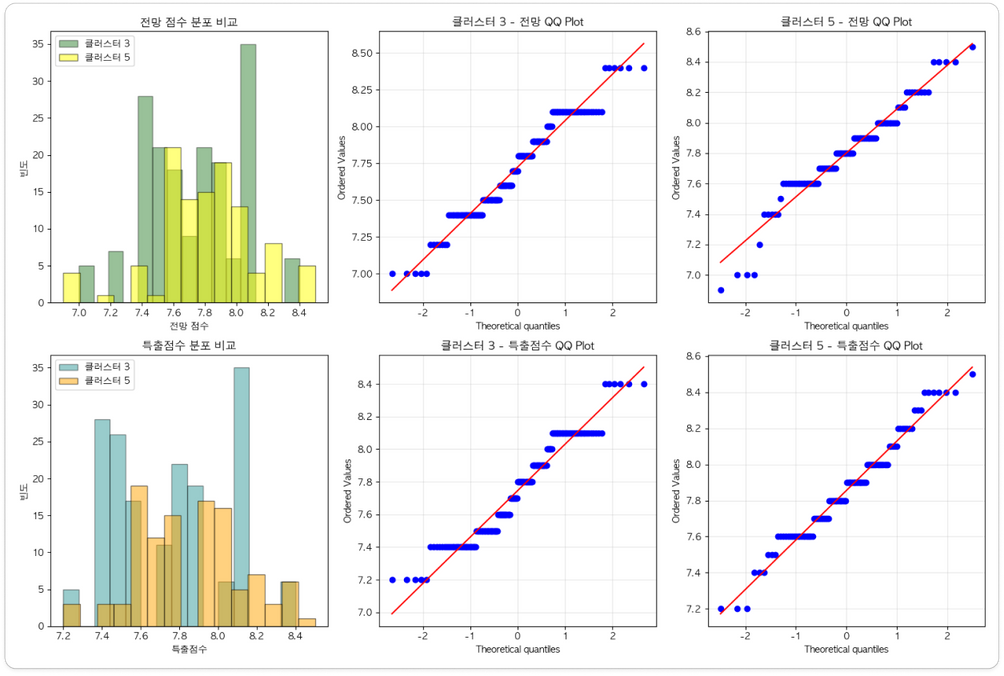 전망 점수 분포 비교
클러스터 3
클러스터 5
35
30
25
20
15
10
5
0
빈도
7.0 7.2 7.4 7.6 7.8 8.0 8.2 8.4
전망 점수
클러스터 3 - 전망 QQ Plot
8.50
8.25
8.00
7.75
7.50
7.25
7.00
Ordered Values
-2 -1 0 1 2
Theoretical quantiles
클러스터 5 - 전망 QQ Plot
8.6
8.4
8.2
8.0
7.8
7.6
7.4
7.2
7.0
Ordered Values
-2 -1 0 1 2
Theoretical quantiles
특출점수 분포 비교
클러스터 3
클러스터 5
35
30
25
20
15
10
5
0
빈도
7.2 7.4 7.6 7.8 8.0 8.2 8.4
특출점수
클러스터 3 - 특출점수 QQ Plot
8.4
8.2
8.0
7.8
7.6
7.4
7.2
7.0
Ordered Values
-2 -1 0 1 2
Theoretical quantiles
클러스터 5 - 특출점수 QQ Plot
8.6
8.4
8.2
8.0
7.8
7.6
7.4
7.2
Ordered Values
-2 -1 0 1 2
Theoretical quantiles